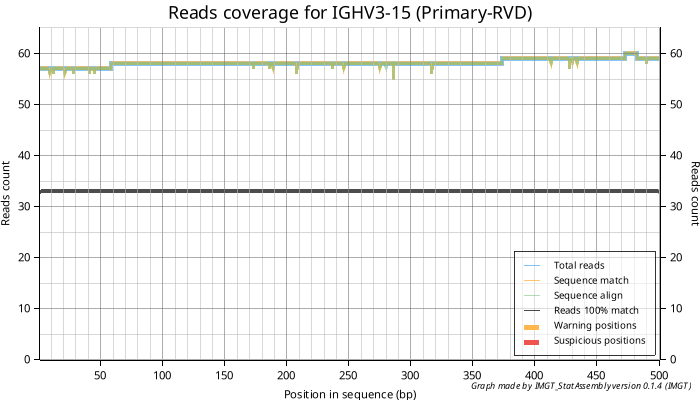 Reads coverage for IGHV3-15 (Primary-RVD)
60 60
50 50
40 40
Reads count Reads count
30 30
20 20
10 10
0 0
Total reads
Sequence match
Sequence align
Reads 100% match
Warning positions
Suspicious positions
50 100 150 200 250 300 350 400 450 500
Position in sequence (bp)
Graph made by IMGT_StatAssembly version 0.1.4 (IMGT)